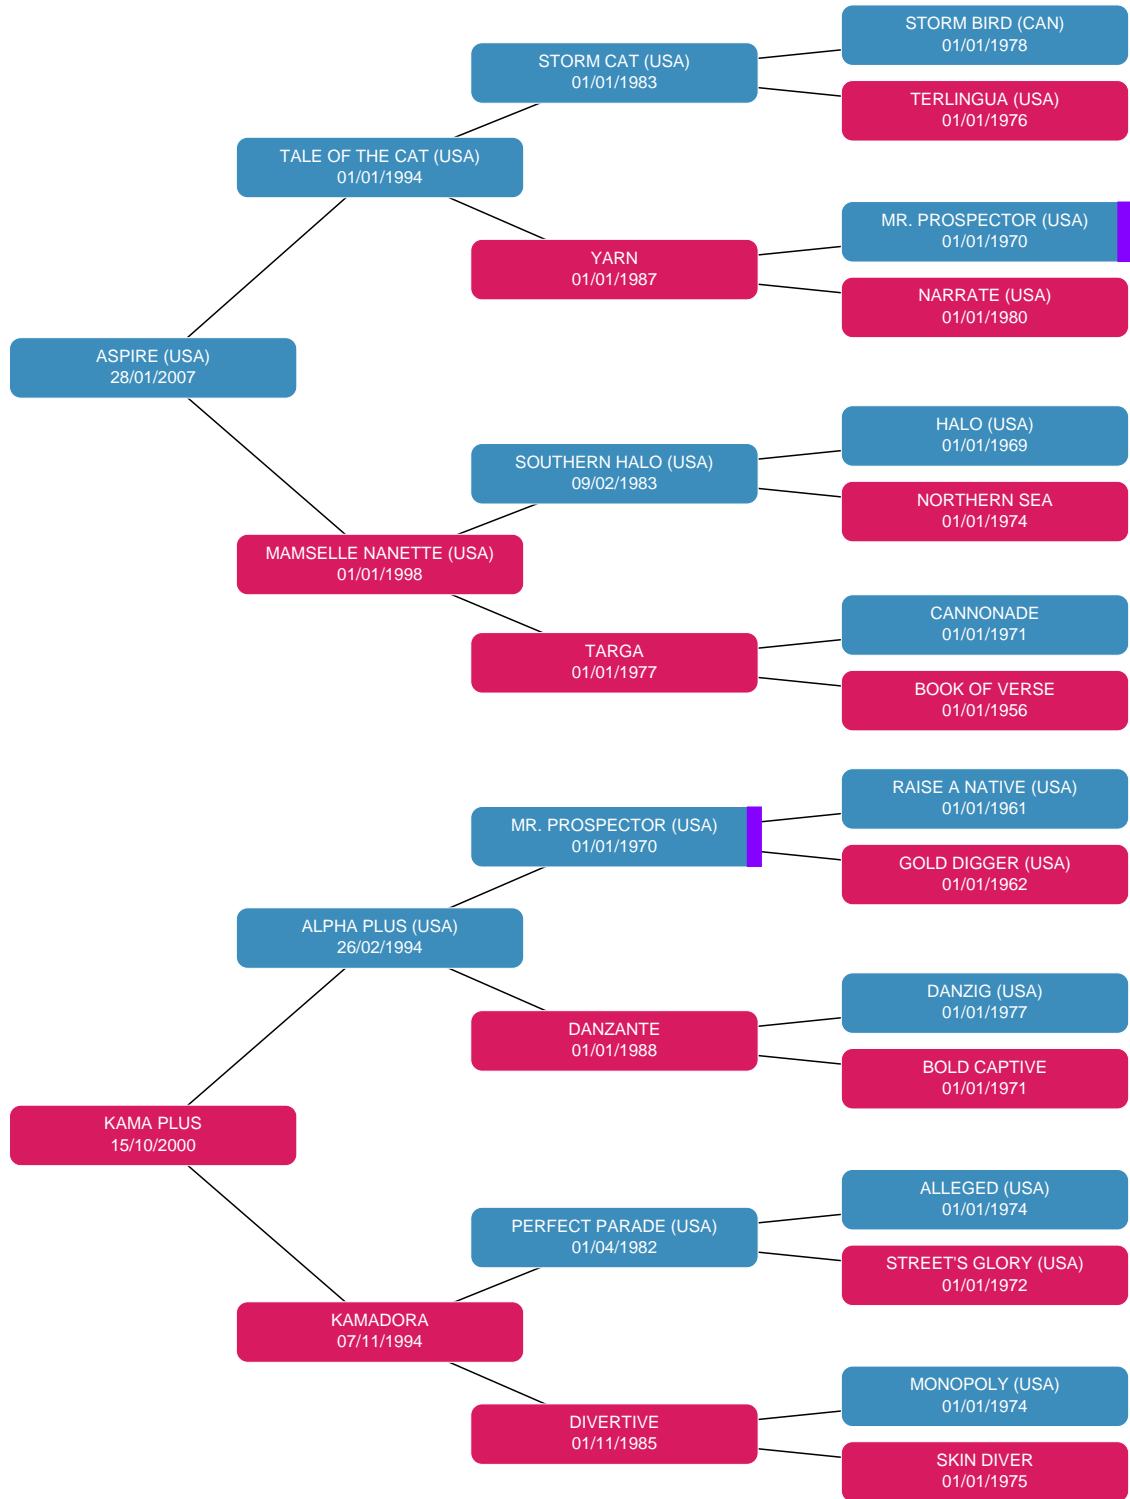 STORM BIRD (CAN)
01/01/1978
STORM CAT (USA)
01/01/1983
TERLINGUA (USA)
01/01/1976
TALE OF THE CAT (USA)
01/01/1994
MR. PROSPECTOR (USA)
01/01/1970
YARN
01/01/1987
NARRATE (USA)
01/01/1980
ASPIRE (USA)
28/01/2007
HALO (USA)
01/01/1969
SOUTHERN HALO (USA)
09/02/1983
NORTHERN SEA
01/01/1974
MAMSELLE NANETTE (USA)
01/01/1998
CANNONADE
01/01/1971
TARGA
01/01/1977
BOOK OF VERSE
01/01/1956
RAISE A NATIVE (USA)
01/01/1961
MR. PROSPECTOR (USA)
01/01/1970
GOLD DIGGER (USA)
01/01/1962
ALPHA PLUS (USA)
26/02/1994
DANZIG (USA)
01/01/1977
DANZANTE
01/01/1988
BOLD CAPTIVE
01/01/1971
KAMA PLUS
15/10/2000
ALLEGED (USA)
01/01/1974
PERFECT PARADE (USA)
01/04/1982
STREET'S GLORY (USA)
01/01/1972
KAMADORA
07/11/1994
MONOPOLY (USA)
01/01/1974
DIVERTIVE
01/11/1985
SKIN DIVER
01/01/1975